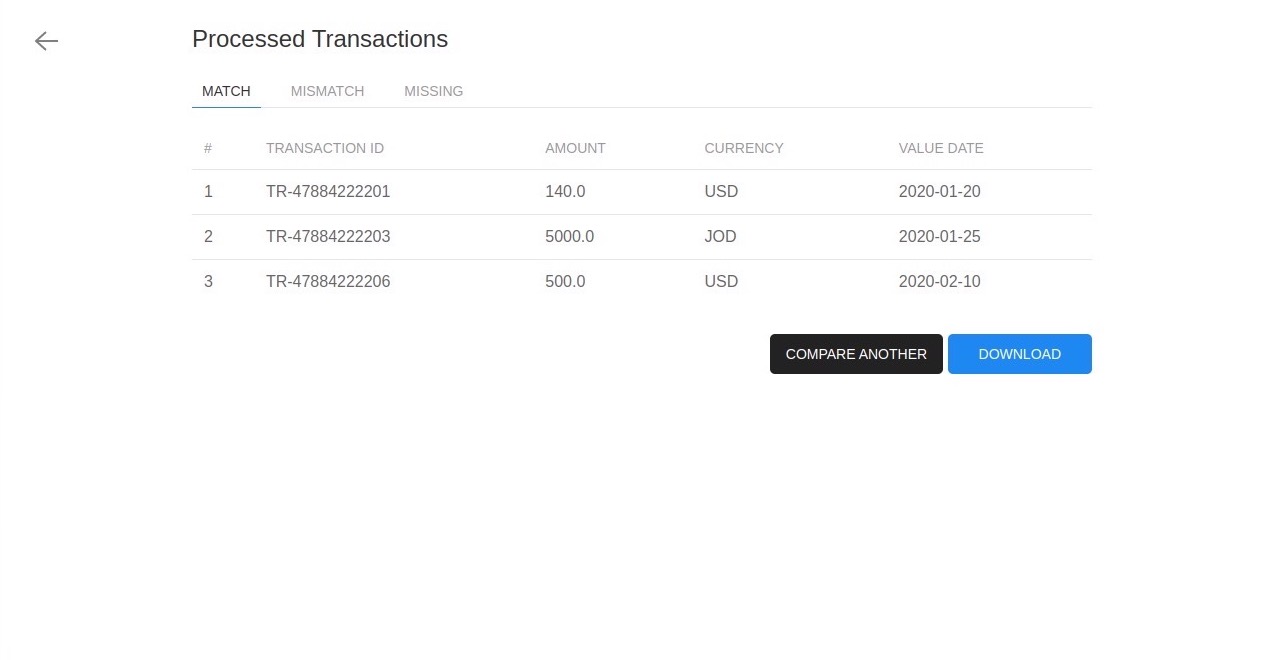 Processed Transactions
MATCH MISMATCH MISSING
# TRANSACTION ID AMOUNT CURRENCY VALUE DATE
1 TR-47884222201 140.0 USD 2020-01-20
2 TR-47884222203 5000.0 JOD 2020-01-25
3 TR-47884222206 500.0 USD 2020-02-10
COMPARE ANOTHER DOWNLOAD